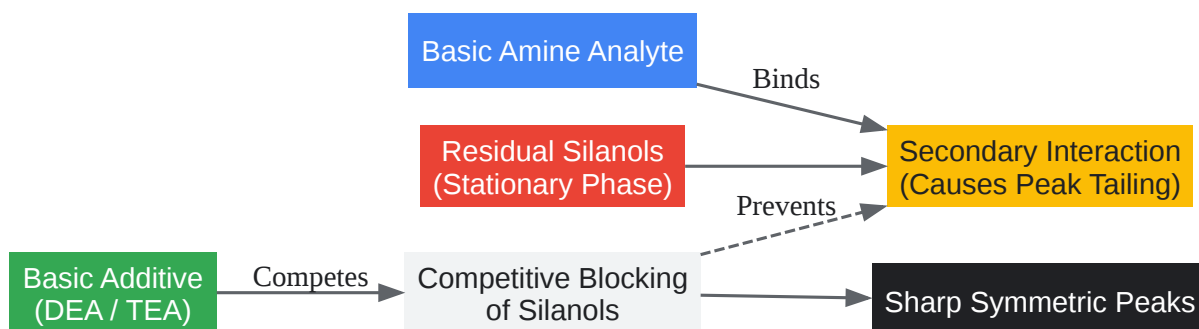 Basic Amine Analyte
Binds
Residual Silanols
(Stationary Phase)
Secondary Interaction
(Causes Peak Tailing)
Prevents
Basic Additive
(DEA / TEA)
Competes
Competitive Blocking
of Silanols
Sharp Symmetric Peaks